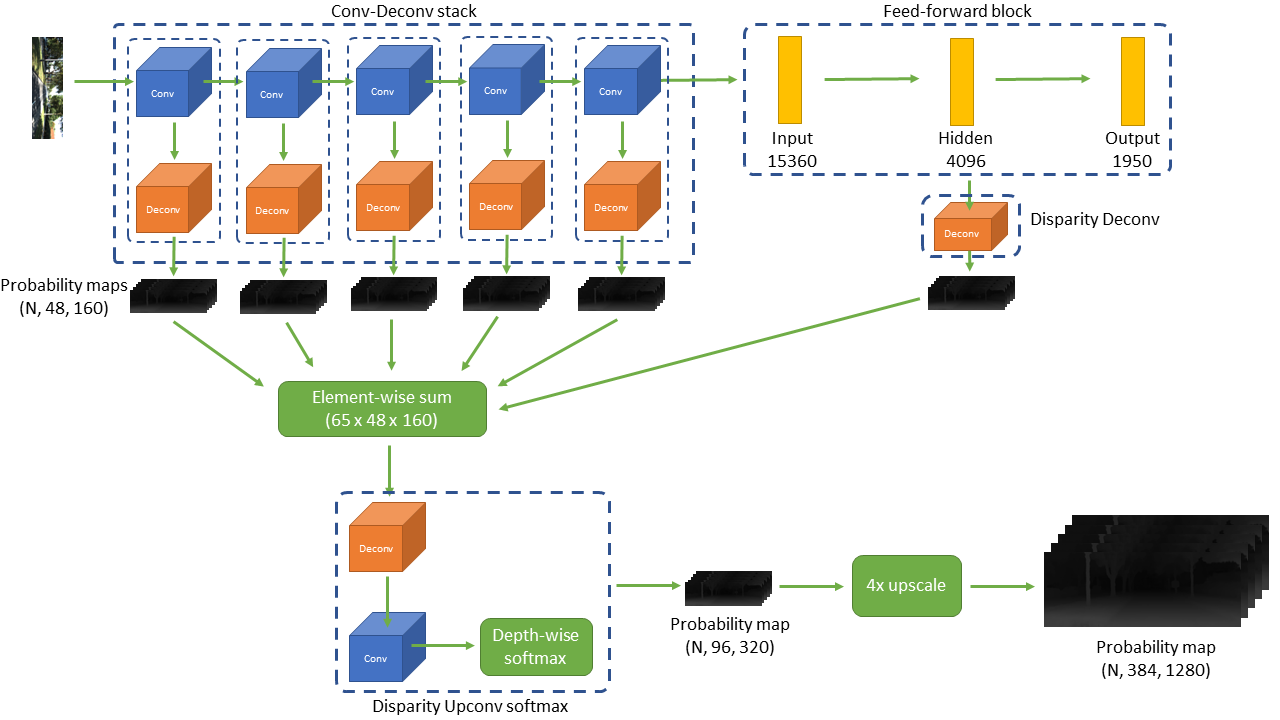 Conv-Deconv stack
Feed-forward block
Conv
Conv
Conv
Conv
Conv
Input
15360
Hidden
4096
Output
1950
Deconv
Deconv
Deconv
Deconv
Deconv
Deconv
Disparity Deconv
Probability maps
(N, 48, 160)
Element-wise sum
(65 x 48 x 160)
Deconv
Conv
Depth-wise
softmax
Disparity Upconv softmax
Probability map
(N, 96, 320)
4x upscale
Probability map
(N, 384, 1280)